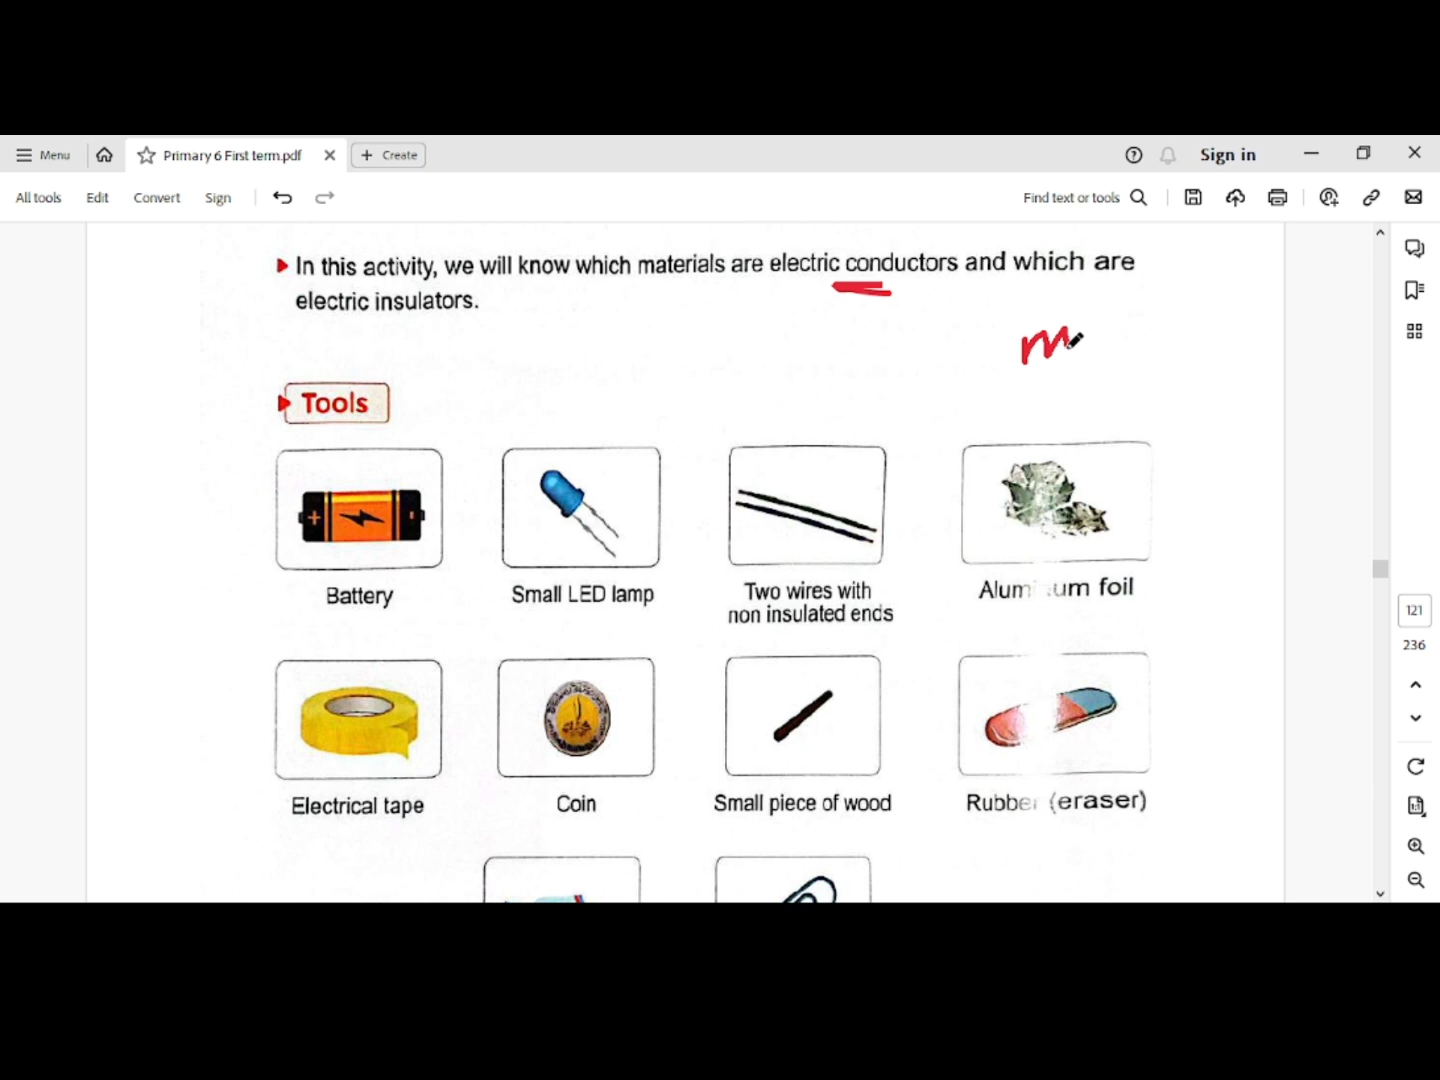 Menu
Primary 6 First term.pdf
Create
Sign in
All tools
Edit
Convert
Sign
Find text or tools
In this activity, we will know which materials are electric conductors and which are
electric insulators.
m
Tools
Battery
Small LED lamp
Two wires with
non insulated ends
foil
Electrical tape
Coin
Small piece of wood
(eraser)
121
236